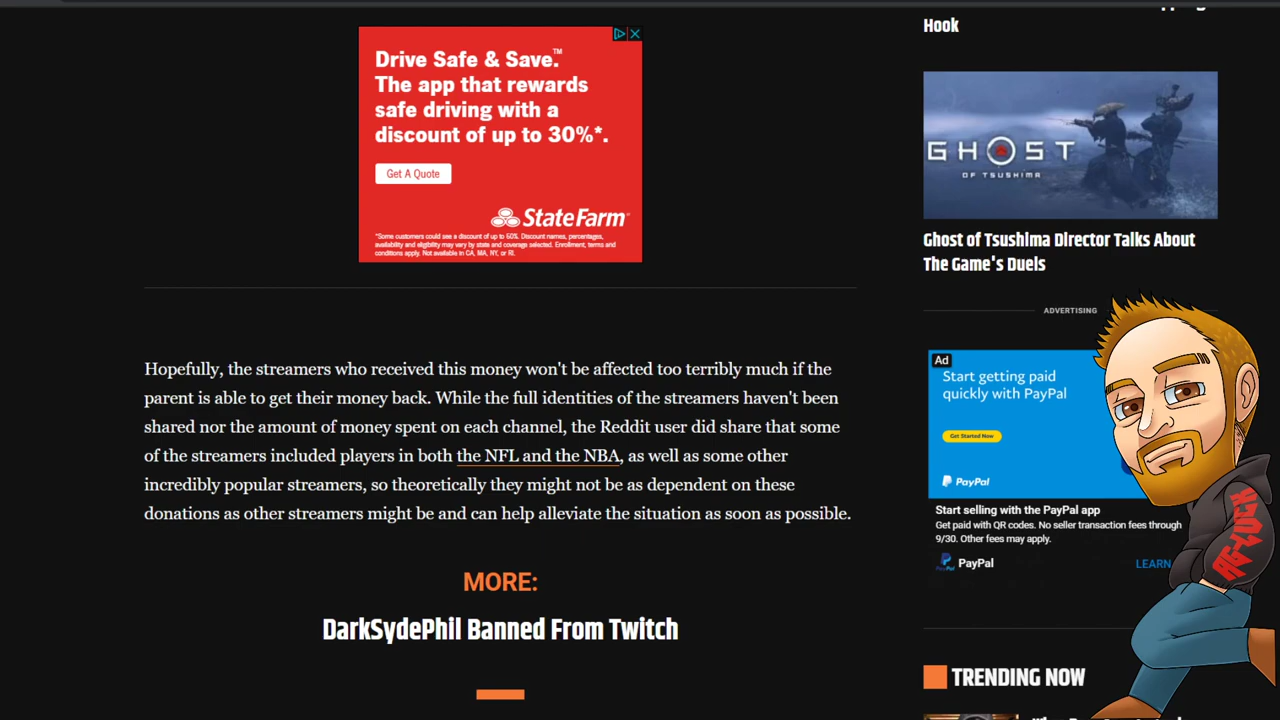 Hook
Drive Safe & Save.™
The app that rewards
safe driving with a
discount of up to 30%*.
Get A Quote
StateFarm
*Some customers could see a discount of up to 50%. Discount names, percentages,
availability and eligibility may vary by state and coverage selected. Enrollment, terms and
conditions apply. Not available in CA, MA, NY, or RI.
GHOST
OF TSUSHIMA
Ghost of Tsushima Director Talks About
The Game's Duels
ADVERTISING
Ad
Start getting paid
quickly with PayPal
Get Started Now
PayPal
Start selling with the PayPal app
Get paid with QR codes. No seller transaction fees through
9/30. Other fees may apply.
PayPal
LEARN
Hopefully, the streamers who received this money won't be affected too terribly much if the
parent is able to get their money back. While the full identities of the streamers haven't been
shared nor the amount of money spent on each channel, the Reddit user did share that some
of the streamers included players in both the NFL and the NBA, as well as some other
incredibly popular streamers, so theoretically they might not be as dependent on these
donations as other streamers might be and can help alleviate the situation as soon as possible.
MORE:
DarkSydePhil Banned From Twitch
TRENDING NOW